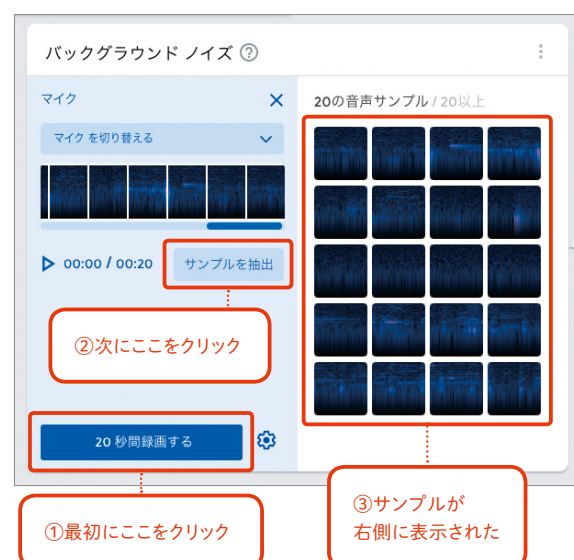 バックグラウンド ノイズ
マイク
マイク を切り替える
00:00 / 00:20
サンプルを抽出
②次にここをクリック
20 秒間録画する
①最初にここをクリック
20の音声サンプル / 20以上
③サンプルが
右側に表示された